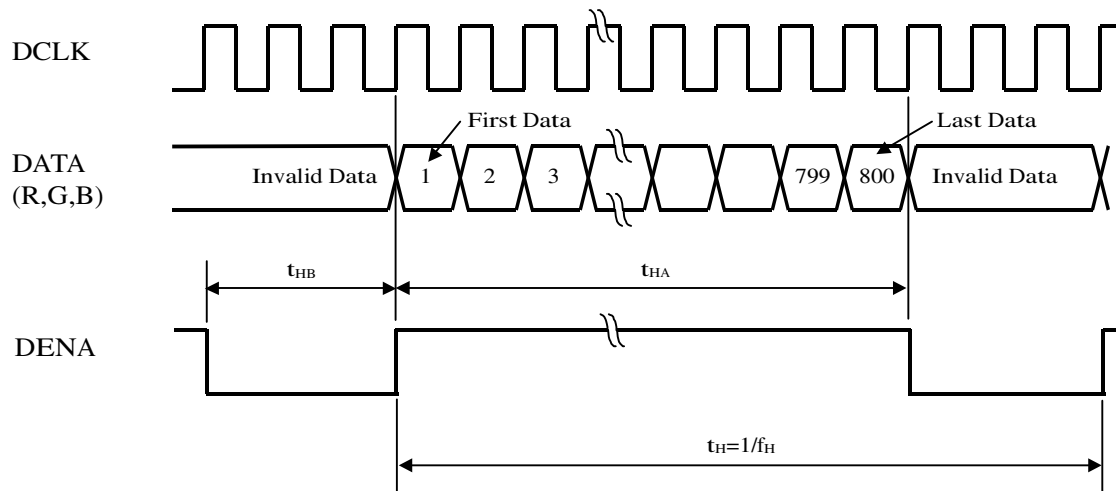 DCLK
First Data
Last Data
DATA
(R,G,B)
Invalid Data 1 2 3 799 800 Invalid Data
tHB tHA
DENA
tH=1/fH